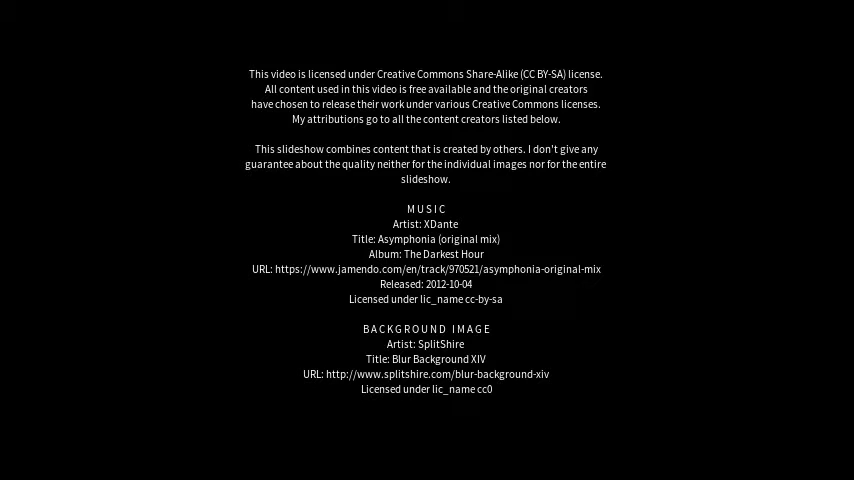 This video is licensed under Creative Commons Share-Alike (CC BY-SA) license.
All content used in this video is free available and the original creators
have chosen to release their work under various Creative Commons licenses.
My attributions go to all the content creators listed below.
This slideshow combines content that is created by others. I don't give any
guarantee about the quality neither for the individual images nor for the entire
slideshow.
MUSIC
Artist: XDante
Title: Asymphonia (original mix)
Album: The Darkest Hour
URL: https://www.jamendo.com/en/track/970521/asymphonia-original-mix
Released: 2012-10-04
Licensed under lic_name cc-by-sa
BACKGROUND IMAGE
Artist: SplitShire
Title: Blur Background XIV
URL: http://www.splitshire.com/blur-background-xiv
Licensed under lic_name cc0